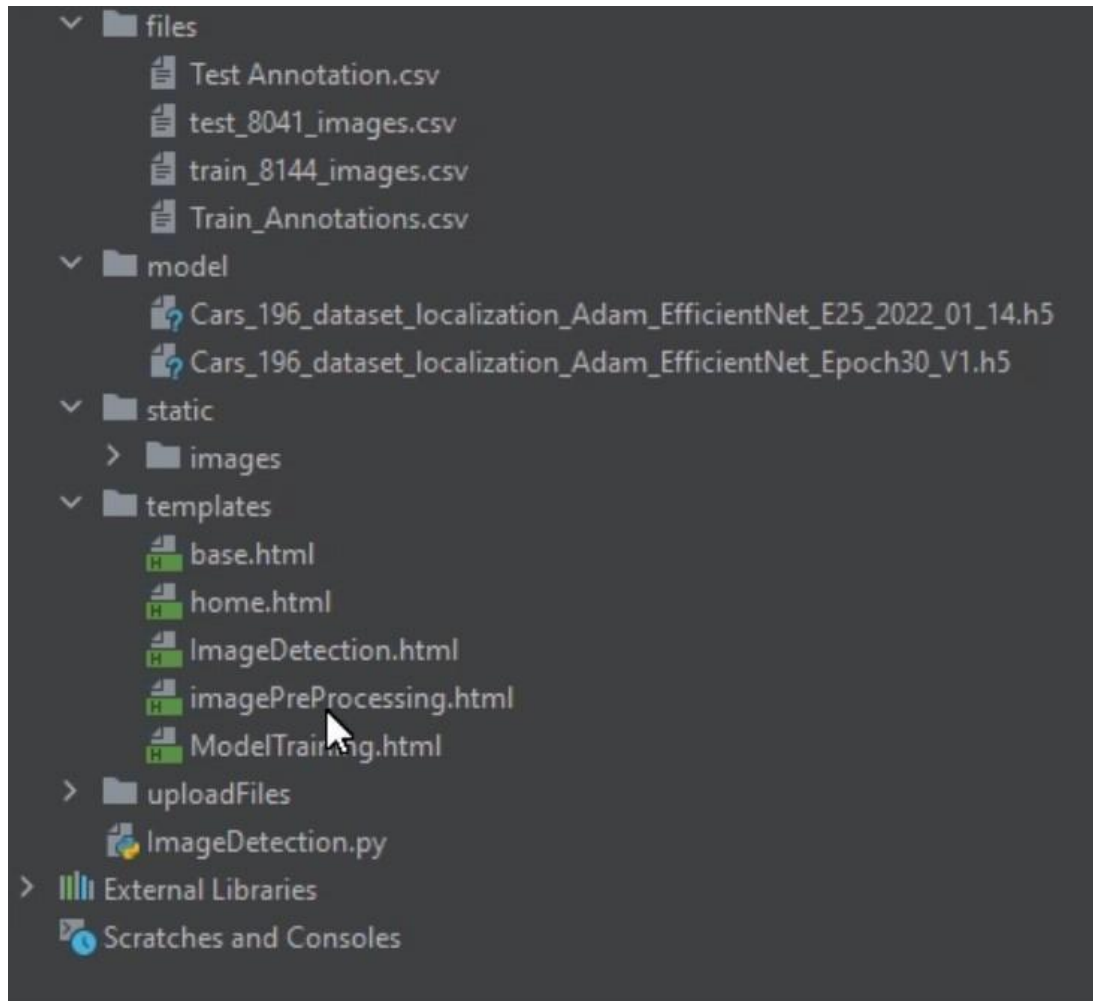 files
Test Annotation.csv
test_8041_images.csv
train_8144_images.csv
Train_Annotations.csv
model
Cars_196_dataset_localization_Adam_EfficientNet_E25_2022_01_14.h5
Cars_196_dataset_localization_Adam_EfficientNet_Epoch30_V1.h5
static
images
templates
base.html
home.html
ImageDetection.html
imagePreProcessing.html
ModelTraining.html
uploadFiles
ImageDetection.py
External Libraries
Scratches and Consoles